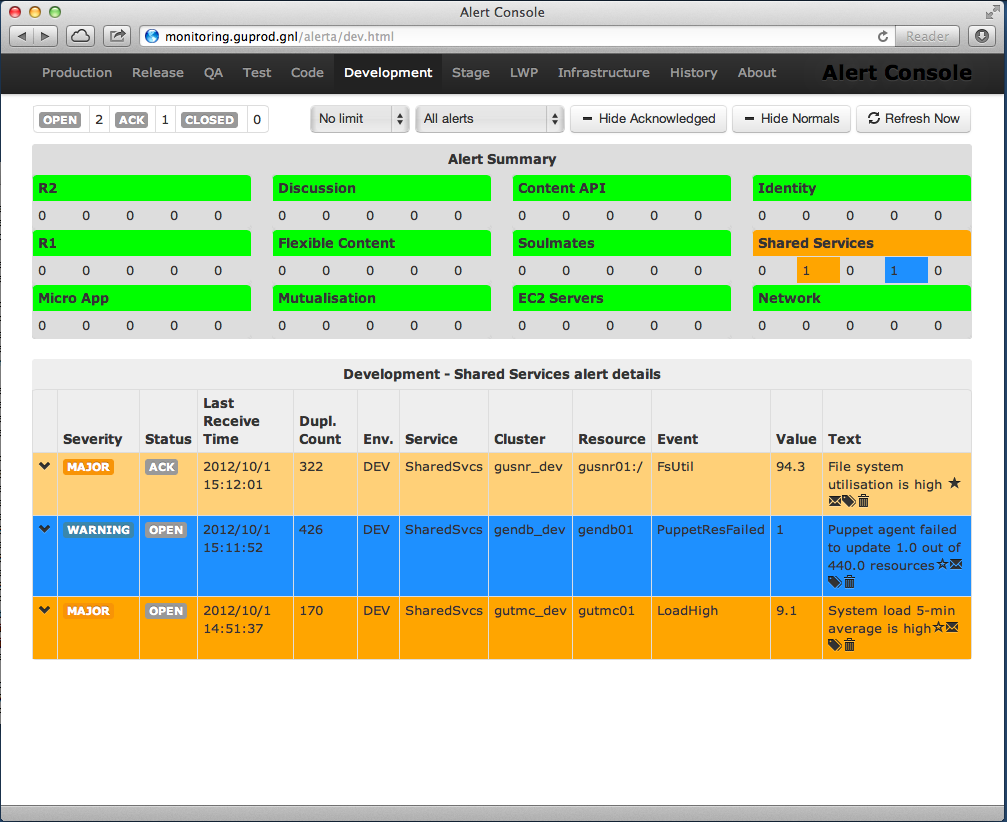 Alert Console
monitoring.guprod.gnl/alerta/dev.html
Reader
Production Release QA Test Code Development Stage LWP Infrastructure History About Alert Console
OPEN 2 ACK 1 CLOSED 0 No limit All alerts Hide Acknowledged Hide Normals Refresh Now
Alert Summary
R2 Discussion Content API Identity
0 0 0 0 0 0 0 0 0 0 0 0 0 0 0 0 0 0 0 0
R1 Flexible Content Soulmates Shared Services
0 0 0 0 0 0 0 0 0 0 0 0 0 0 0 0 1 0 1 0
Micro App Mutualisation EC2 Servers Network
0 0 0 0 0 0 0 0 0 0 0 0 0 0 0 0 0 0 0 0
Development - Shared Services alert details
Last
Receive Dupl.
Severity Status Time Count Env. Service Cluster Resource Event Value Text
MAJOR ACK 2012/10/1 322 DEV SharedSvcs gusnr_dev gusnr01:/ FsUtil 94.3 File system
15:12:01 utilisation is high
WARNING OPEN 2012/10/1 426 DEV SharedSvcs gendb_dev gendb01 PuppetResFailed 1 Puppet agent failed
15:11:52 to update 1.0 out of
440.0 resources
MAJOR OPEN 2012/10/1 170 DEV SharedSvcs gutmc_dev gutmc01 LoadHigh 9.1 System load 5-min
14:51:37 average is high